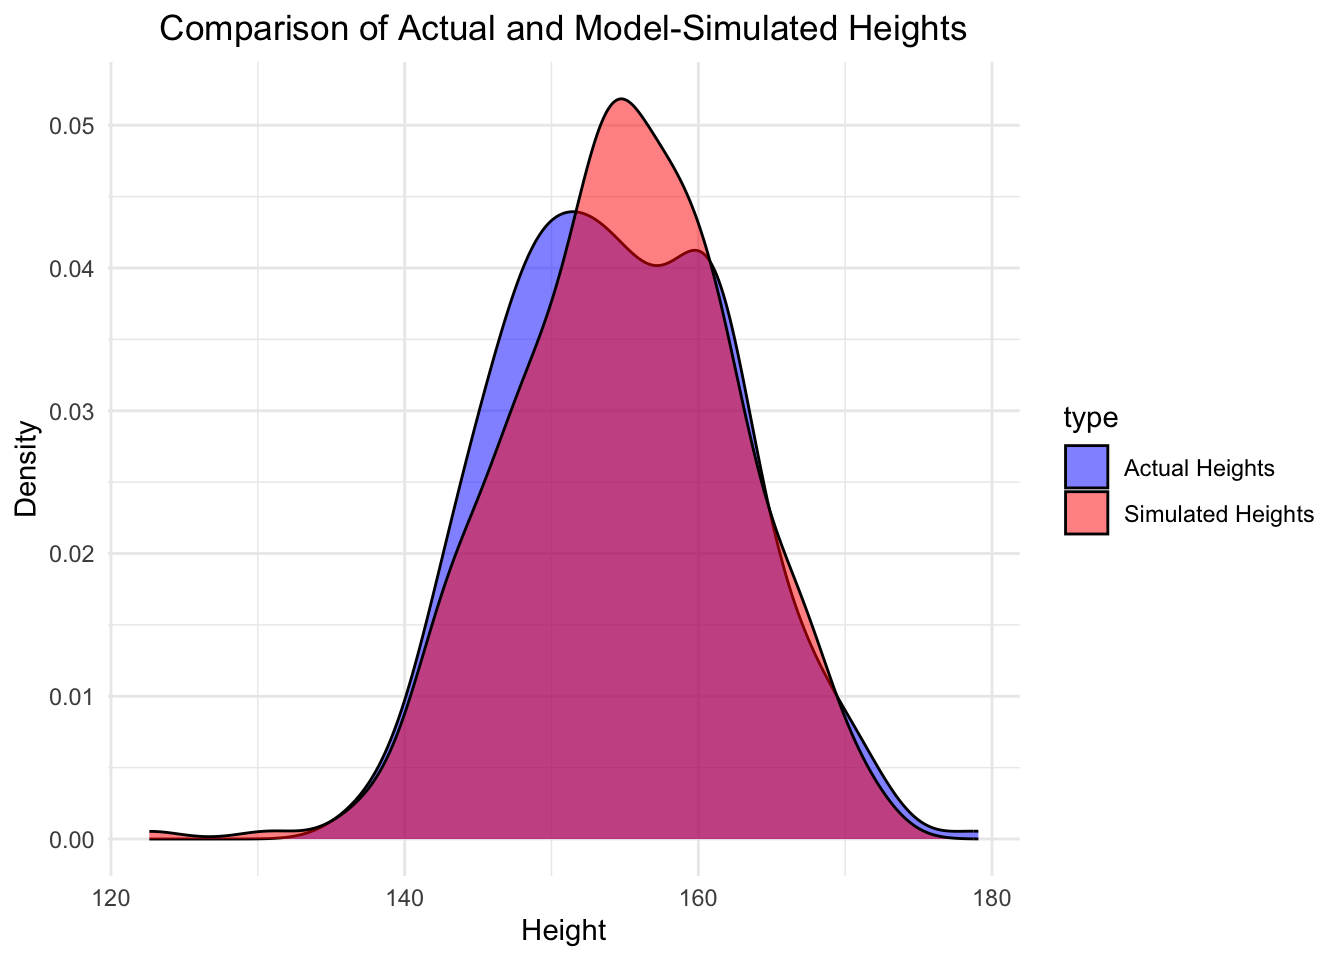 Comparison of Actual and Model-Simulated Heights
0.05
0.04
0.03
0.02
0.01
0.00
Density
120 140 160 180
Height
type
Actual Heights
Simulated Heights